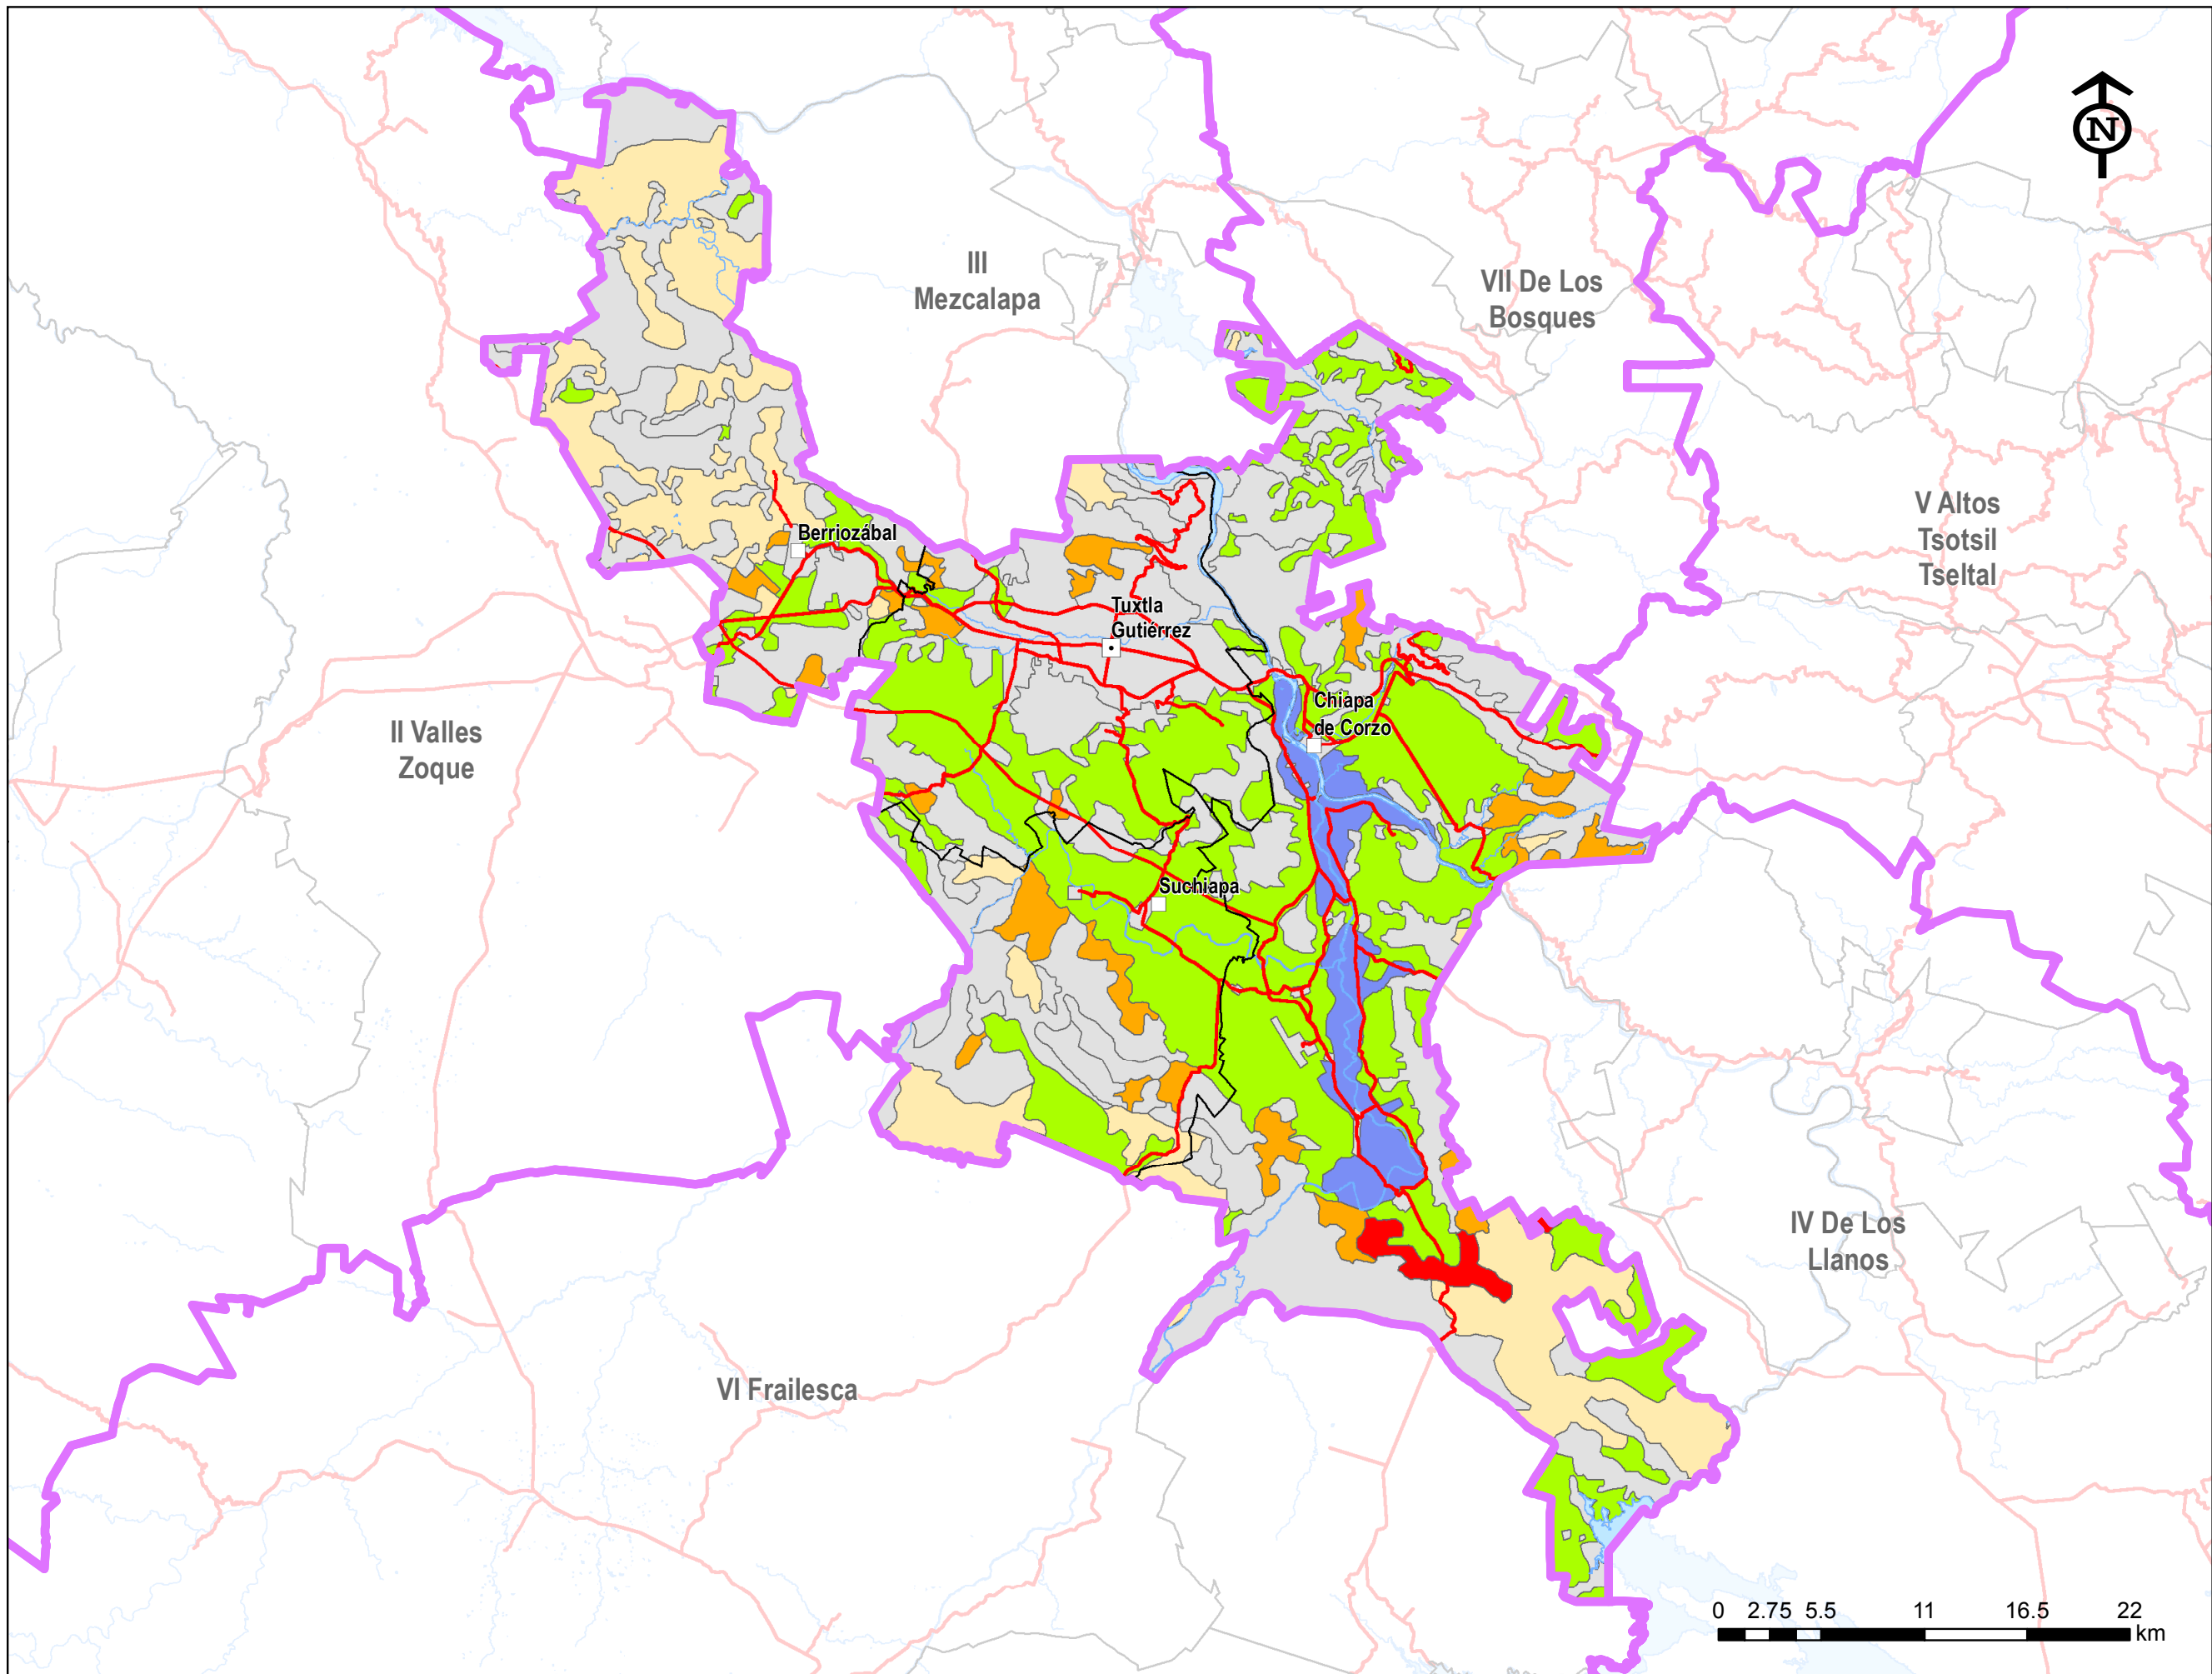 N
III
Mezcalapa
VII De Los
Bosques
V Altos
Tsotsil
Tseltal
Berriozábal
Tuxtla
Gutiérrez
Chiapa
de Corzo
II Valles
Zoque
Suchiapa
IV De Los
Llanos
VI Frailesca
0 2.75 5.5 11 16.5 22
km